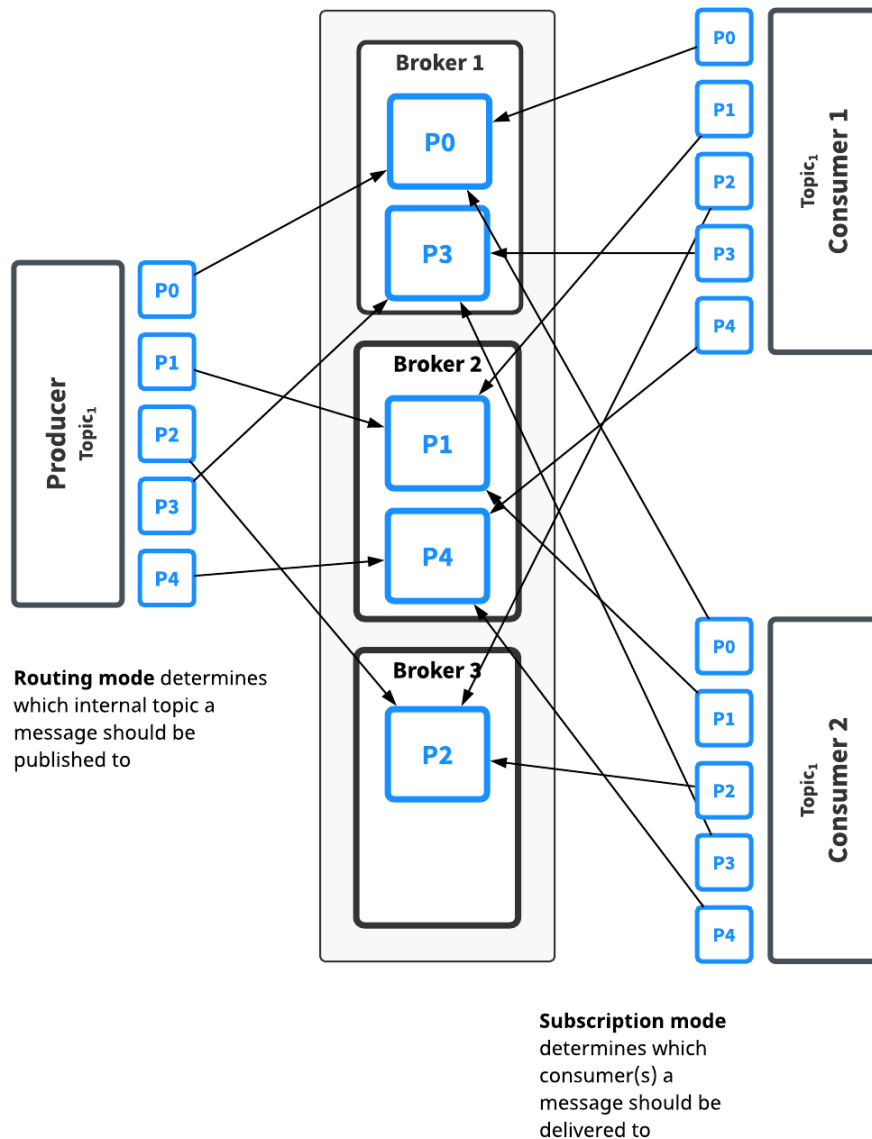 Producer
Topic₁
P0
P1
P2
P3
P4
Routing mode determines
which internal topic a
message should be
published to
Broker 1
P0
P3
Broker 2
P1
P4
Broker 3
P2
P0
P1
P2
P3
P4
Topic₁
Consumer 1
P0
P1
P2
P3
P4
Topic₁
Consumer 2
Subscription mode
determines which
consumer(s) a
message should be
delivered to